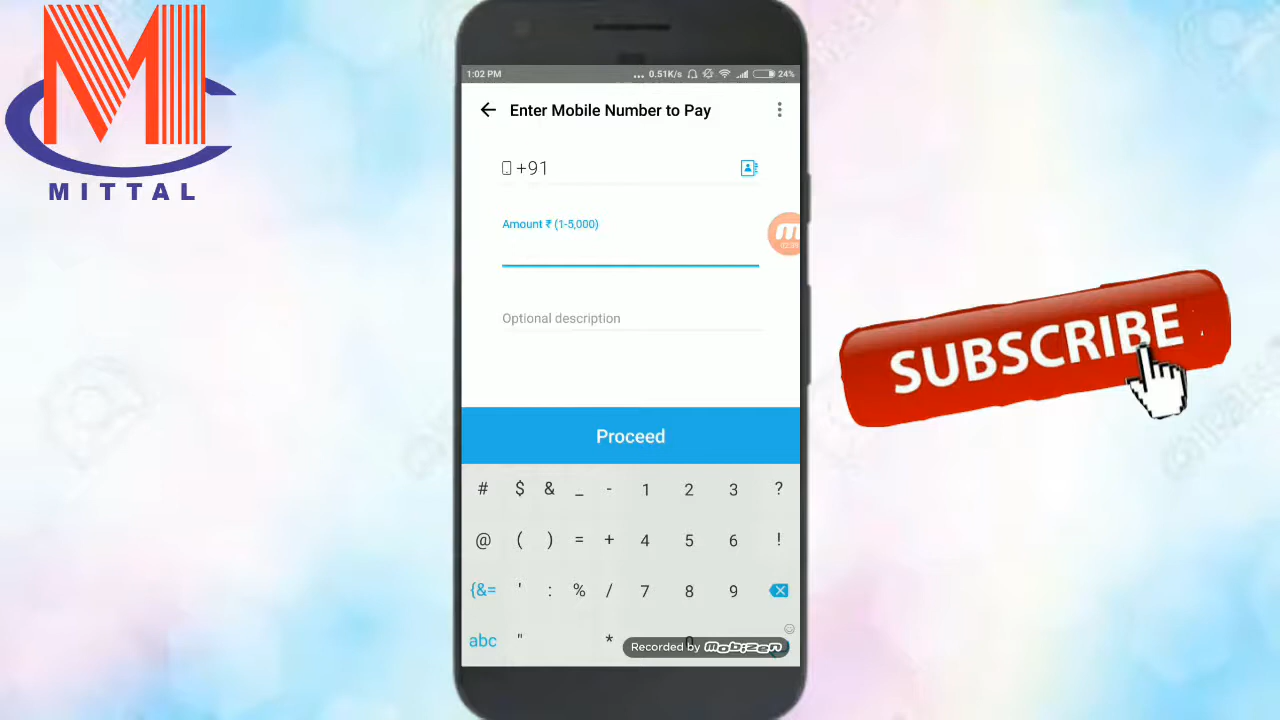 MITTAL
1:02 PM ... 0.51K/s 24%
Enter Mobile Number to Pay
+91
Amount ₹ (1-5,000)
Optional description
SUBSCRIBE
Proceed
# $ & _ - 1 2 3 ?
@ ( ) = + 4 5 6 !
{&= ' : % / 7 8 9
abc " * 0
Recorded by mobizen